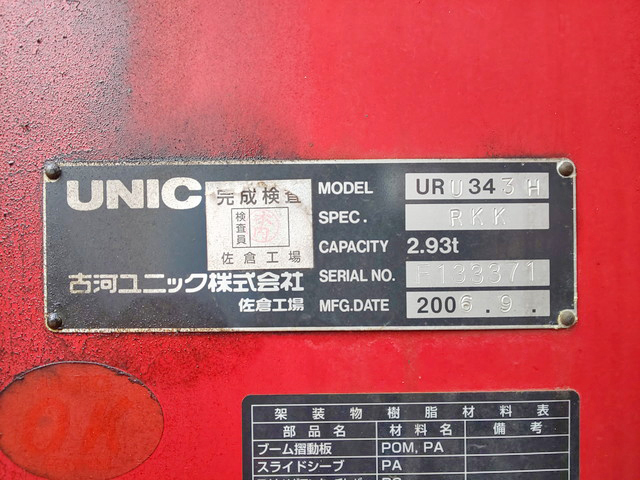 UNIC
完成検査
検査員
佐倉工場
古河ユニック株式会社
佐倉工場
MODEL URU343H
SPEC. RKK
CAPACITY 2.93t
SERIAL NO. H133371
MFG.DATE 2006.9.
OK
架装物樹脂材料表
部品名 材料名 備考
ブーム摺動板 POM, PA
スライドシーブ PA